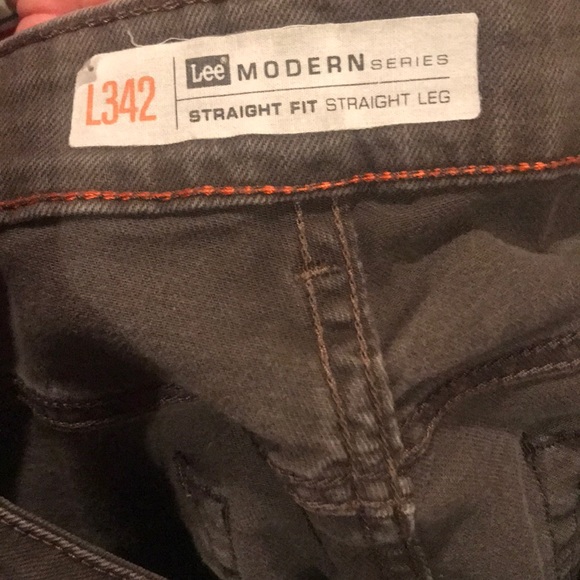 L342
Lee MODERN SERIES
STRAIGHT FIT STRAIGHT LEG